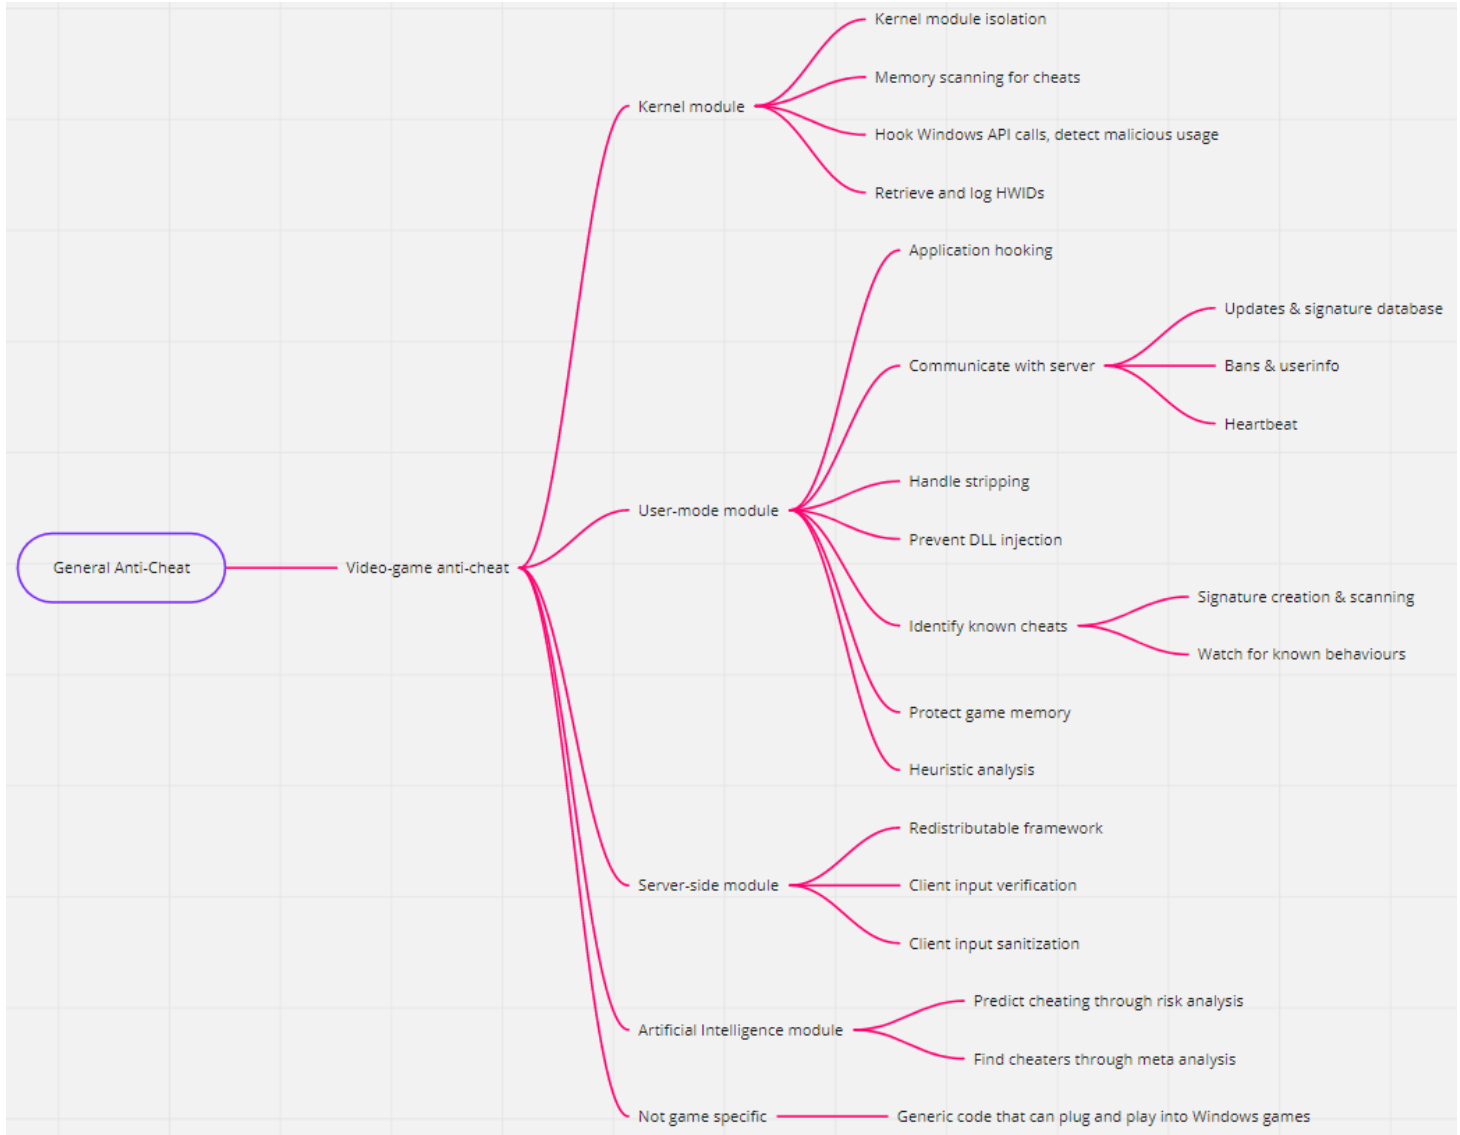 General Anti-Cheat
Video-game anti-cheat
Kernel module
Kernel module isolation
Memory scanning for cheats
Hook Windows API calls, detect malicious usage
Retrieve and log HWIDs
User-mode module
Application hooking
Communicate with server
Updates & signature database
Bans & userinfo
Heartbeat
Handle stripping
Prevent DLL injection
Identify known cheats
Signature creation & scanning
Watch for known behaviours
Protect game memory
Heuristic analysis
Server-side module
Redistributable framework
Client input verification
Client input sanitization
Artificial Intelligence module
Predict cheating through risk analysis
Find cheaters through meta analysis
Not game specific
Generic code that can plug and play into Windows games